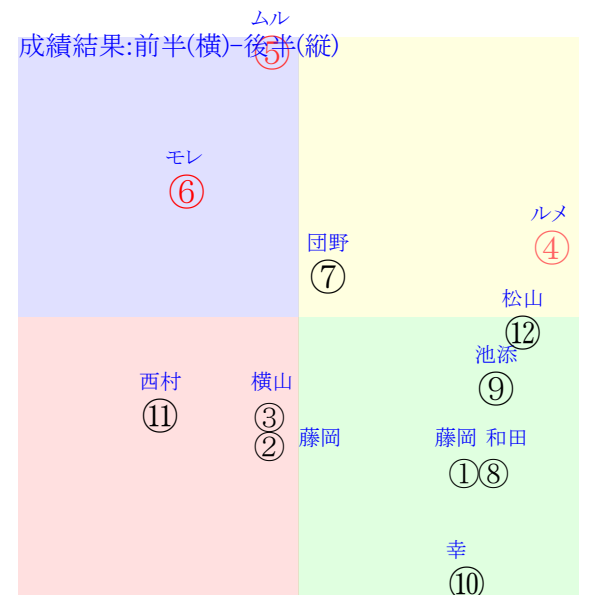 ムル
成績結果:前半(横)-後半(縦)
⑤
モレ
⑥
ルメ
④
団野
⑦
松山
⑫
池添
⑨
西村
⑪
横山
③
②
藤岡
藤岡 和田
①⑧
幸
⑩